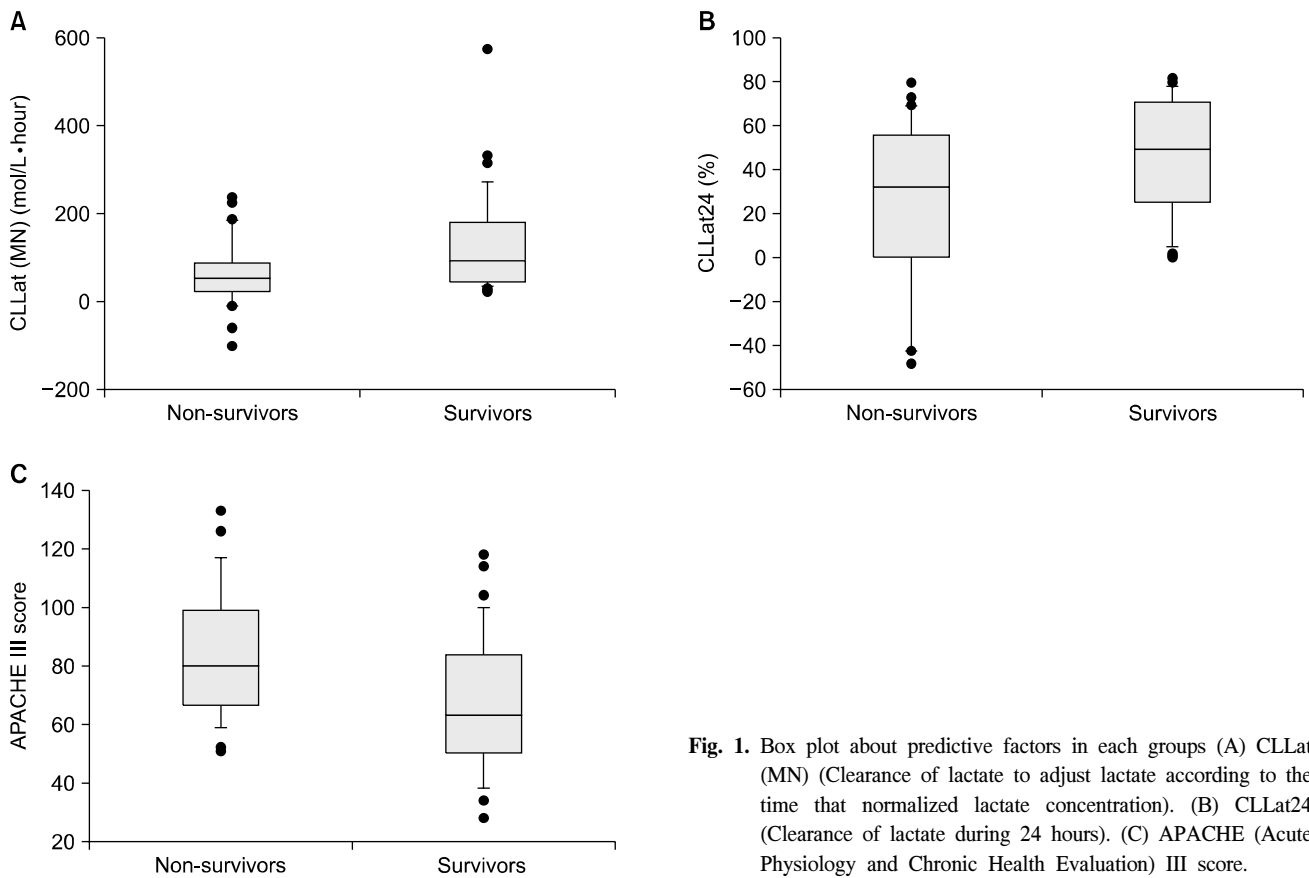 A
CLLat (MN) (mol/L•hour)
600
400
200
0
−200
Non-survivors
Survivors
B
CLLat24 (%)
100
80
60
40
20
0
−20
−40
−60
Non-survivors
Survivors
C
APACHE III score
140
120
100
80
60
40
20
Non-survivors
Survivors
Fig. 1. Box plot about predictive factors in each groups (A) CLLat
(MN) (Clearance of lactate to adjust lactate according to the
time that normalized lactate concentration). (B) CLLat24
(Clearance of lactate during 24 hours). (C) APACHE (Acute
Physiology and Chronic Health Evaluation) III score.